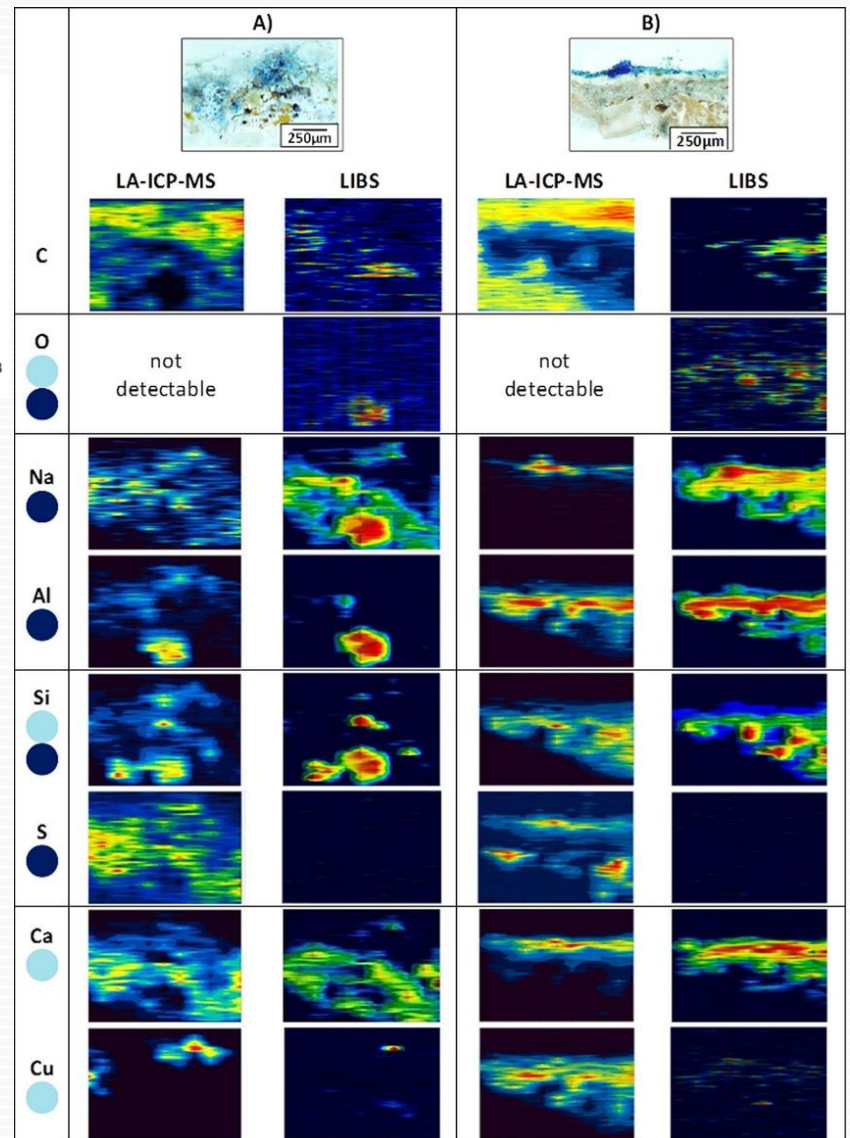 A) B)
250µm 250µm
LA-ICP-MS LIBS LA-ICP-MS LIBS
C
O
not not
detectable detectable
3
Na
Al
Si
S
Ca
Cu